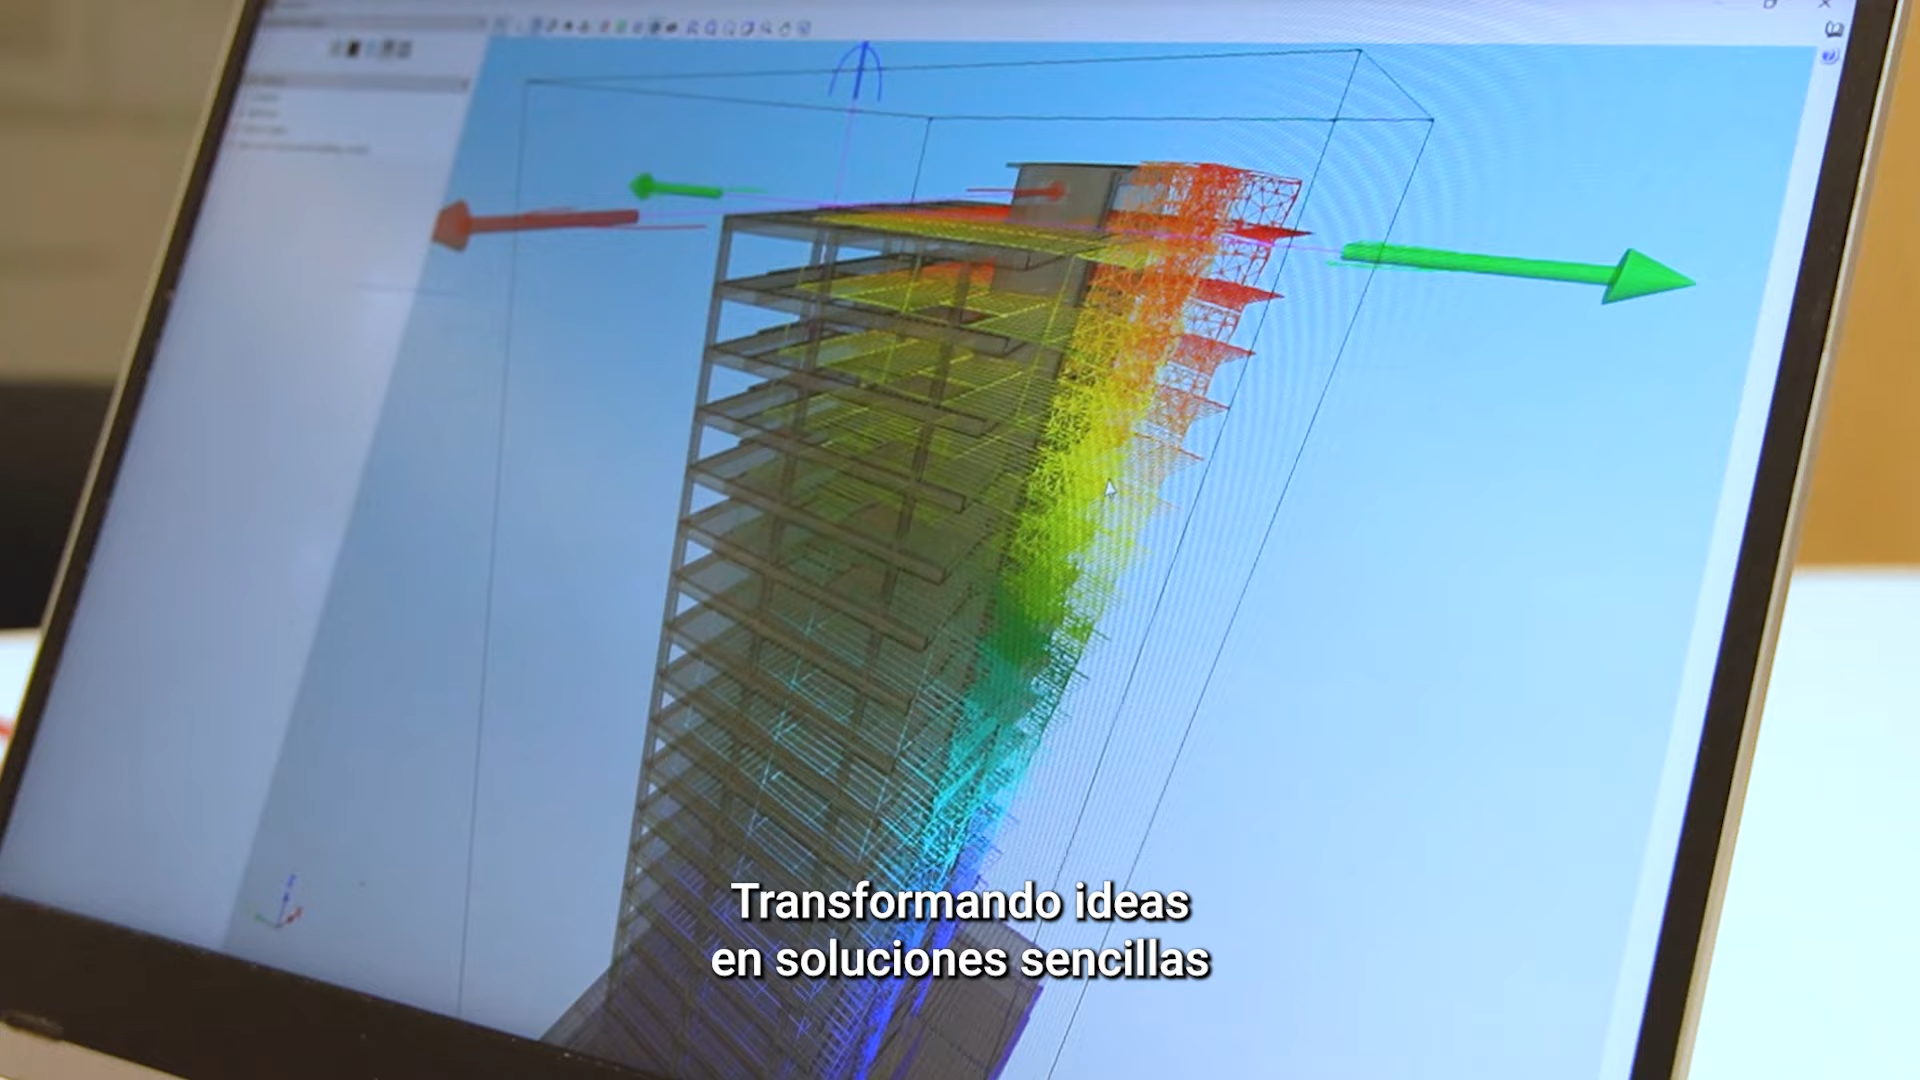 Transformando ideas
en soluciones sencillas